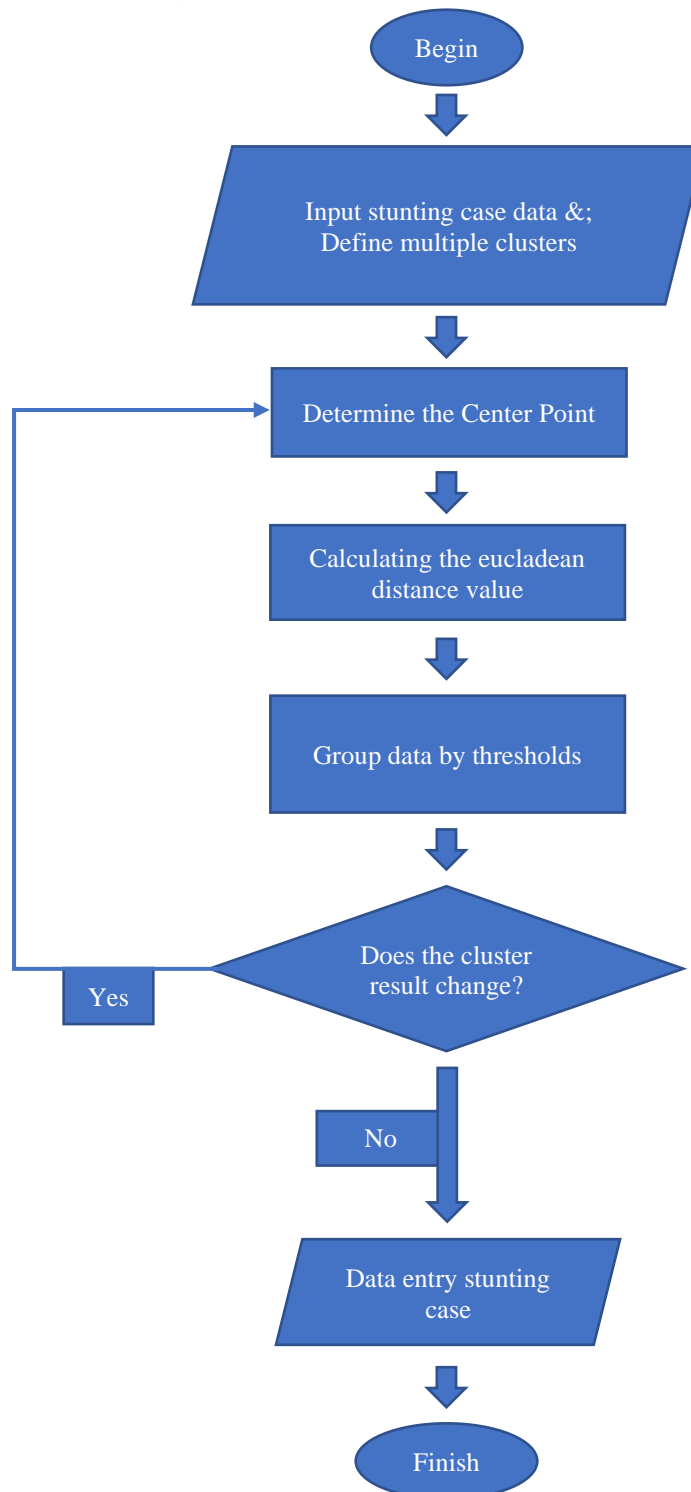 Begin
Input stunting case data &;
Define multiple clusters
Determine the Center Point
Calculating the eucladean
distance value
Group data by thresholds
Does the cluster
result change?
Yes
No
Data entry stunting
case
Finish